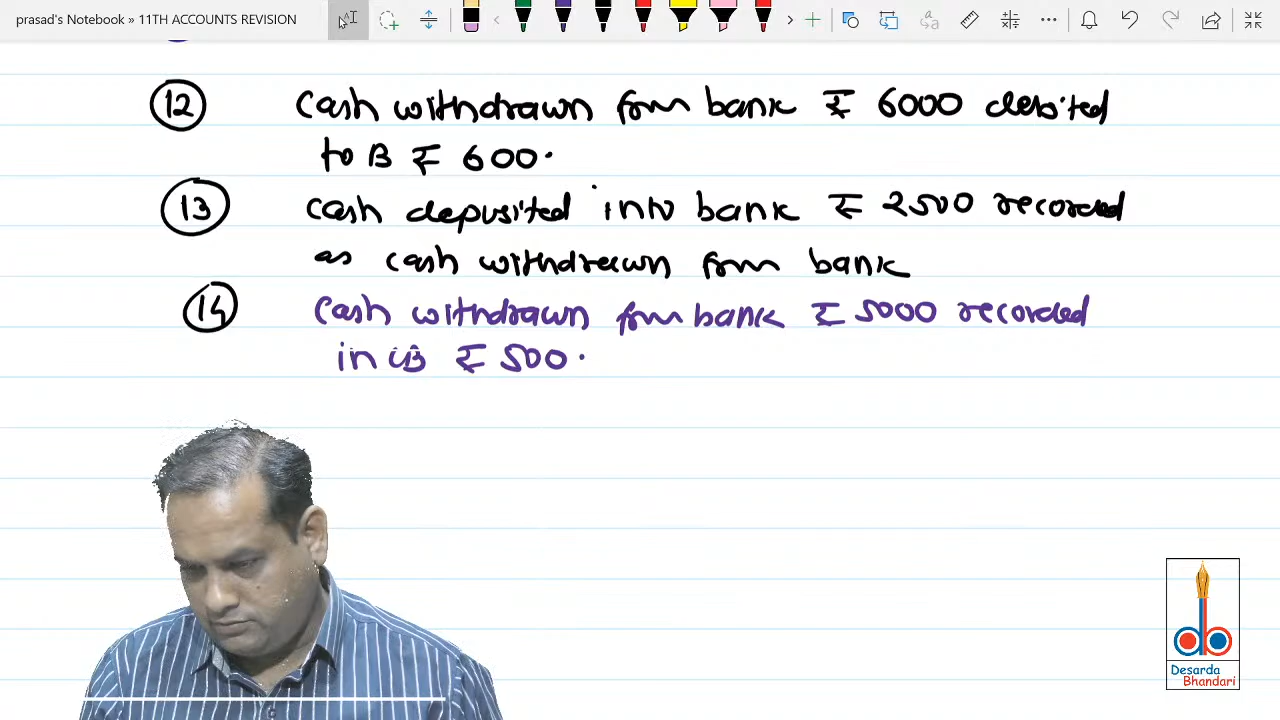 prasad's Notebook » 11TH ACCOUNTS REVISION
12 Cash withdrawn from bank ₹ 6000 debited
to B ₹ 600.
13 Cash deposited into bank ₹ 2500 recorded
as cash withdrawn from bank
14 Cash withdrawn from bank ₹ 5000 recorded
in CB ₹ 500.
Desarda
Bhandari